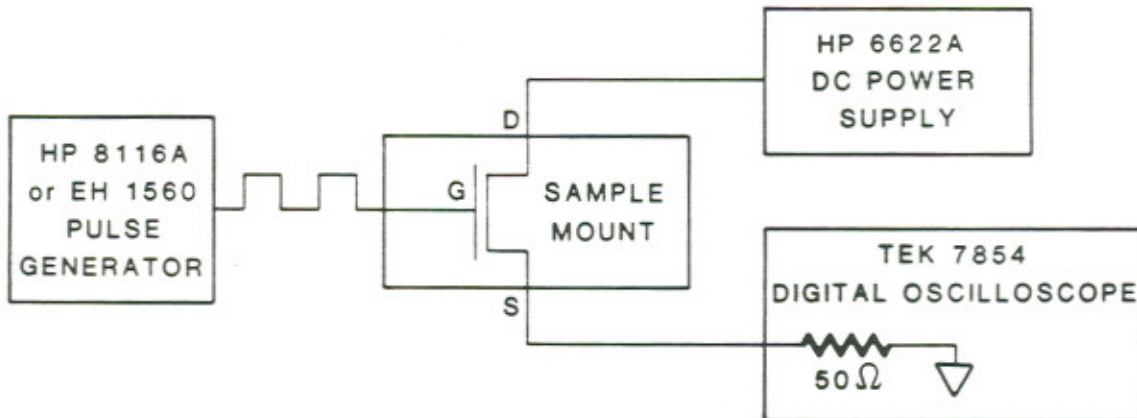 HP 8116A
or EH 1560
PULSE
GENERATOR
D
G
S
SAMPLE
MOUNT
HP 6622A
DC POWER
SUPPLY
TEK 7854
DIGITAL OSCILLOSCOPE
50Ω